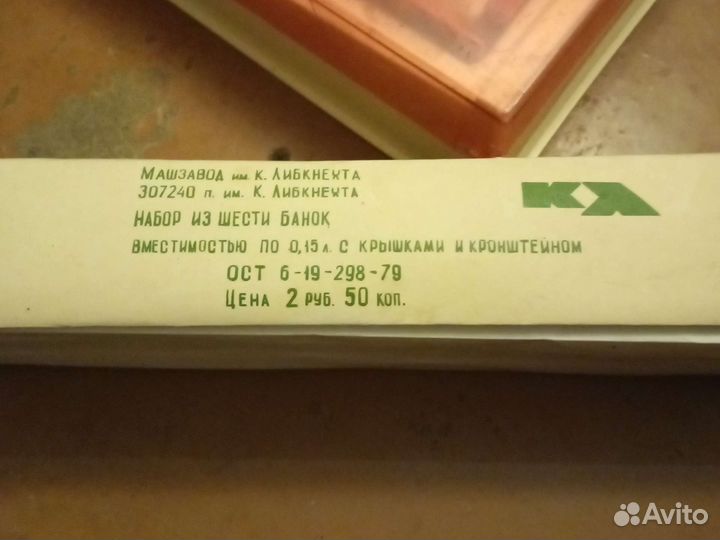 МАШЗАВОД ИМ. К. ЛИБКНЕХТА
307240 П. ИМ. К. ЛИБКНЕХТА
НАБОР ИЗ ШЕСТИ БАНОК
ВМЕСТИМОСТЬЮ ПО 0,15 Л. С КРЫШКАМИ И КРОНШТЕЙНОМ
ОСТ 6-19-298-79
ЦЕНА 2 РУБ. 50 КОП.
КЛ
Avito